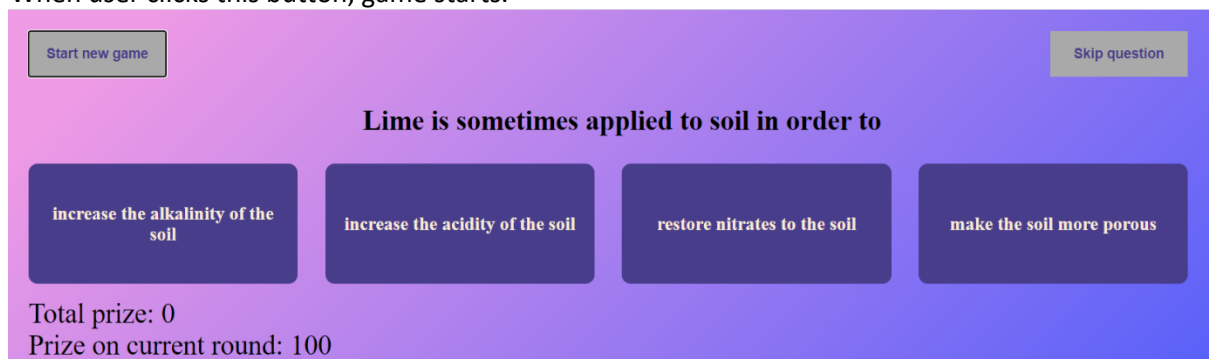 When user clicks this button, game starts.
Start new game
Skip question
Lime is sometimes applied to soil in order to
increase the alkalinity of the
soil
increase the acidity of the soil
restore nitrates to the soil
make the soil more porous
Total prize: 0
Prize on current round: 100